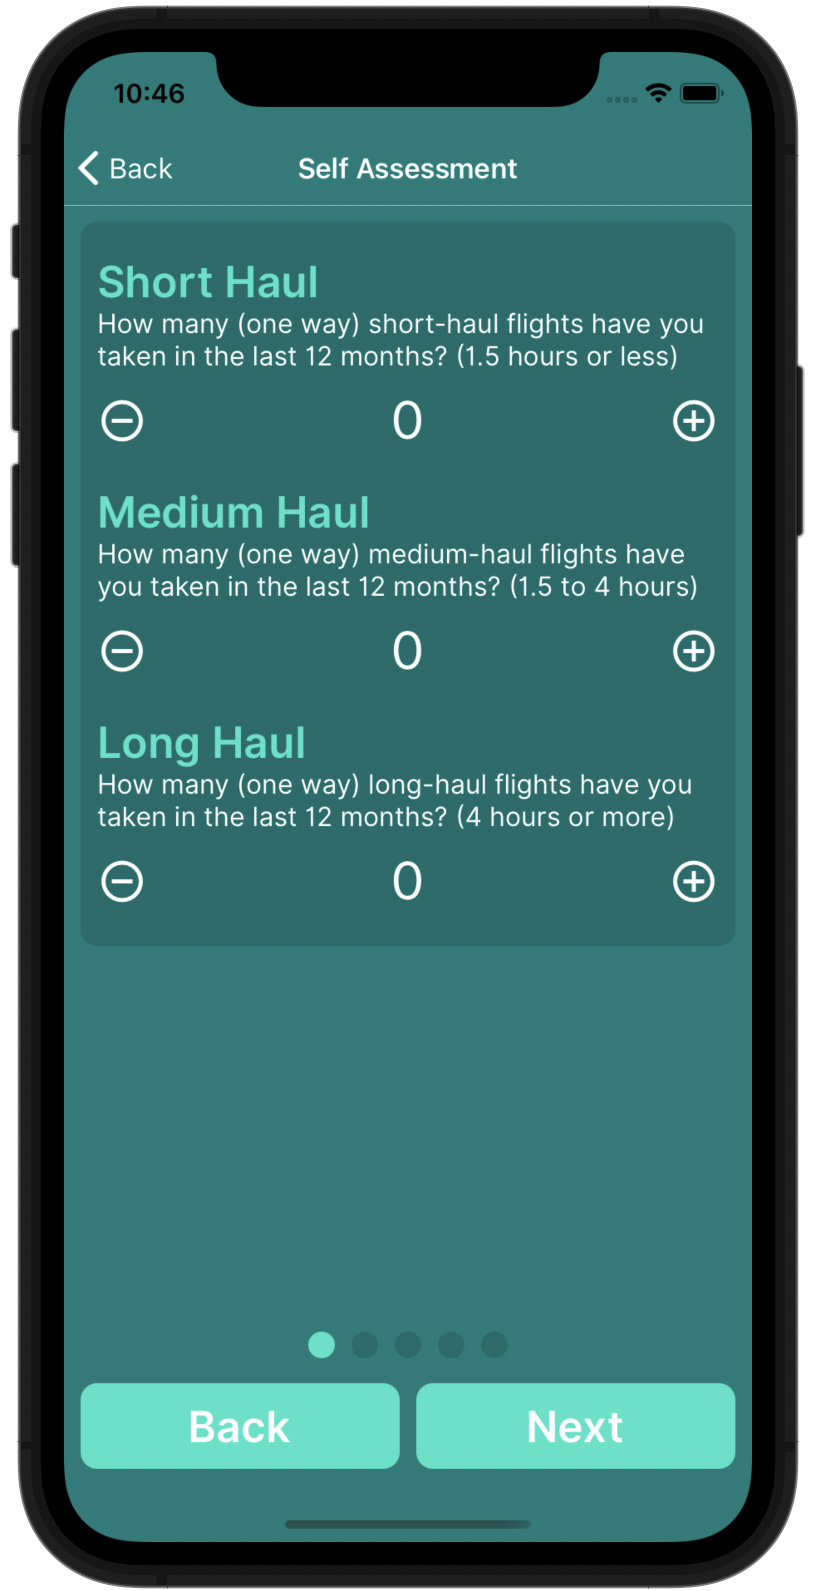 10:46
Back
Self Assessment
Short Haul
How many (one way) short-haul flights have you
taken in the last 12 months? (1.5 hours or less)
0
Medium Haul
How many (one way) medium-haul flights have
you taken in the last 12 months? (1.5 to 4 hours)
0
Long Haul
How many (one way) long-haul flights have you
taken in the last 12 months? (4 hours or more)
0
Back
Next